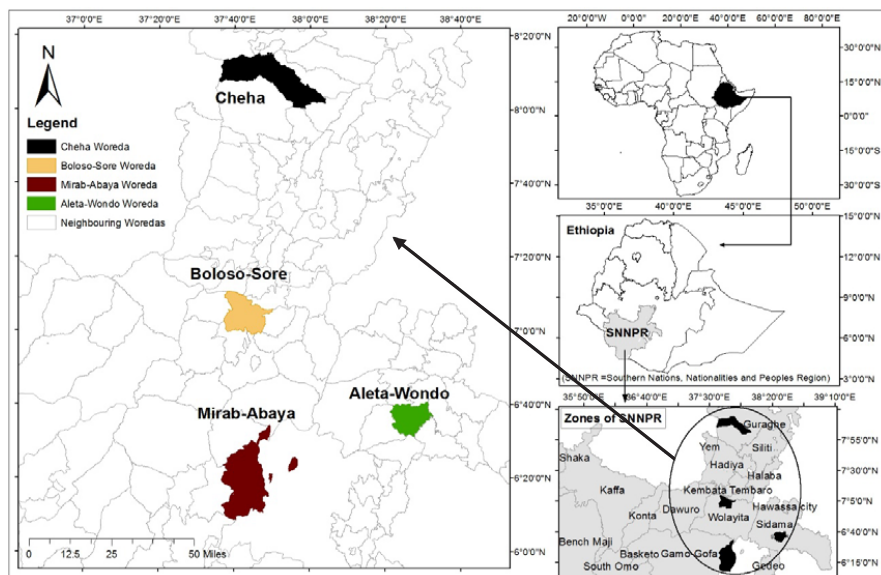 37°0'0"E 37°20'0"E 37°40'0"E 38°0'0"E 38°20'0"E 38°40'0"E
N
Cheha
Legend
Cheha Woreda
Boloso-Sore Woreda
Mirab-Abaya Woreda
Aleta-Wondo Woreda
Neighbouring Woredas
Boloso-Sore
Aleta-Wondo
Mirab-Abaya
0 12.5 25 50 Miles
8°20'0"N
8°0'0"N
7°40'0"N
7°20'0"N
7°0'0"N
6°40'0"N
6°20'0"N
6°0'0"N
20°0'0"W 0°0'0"E 20°0'0"E 40°0'0"E 60°0'0"E
30°0'0"N
15°0'0"N
0°0'0"E
15°0'0"S
30°0'0"S
35°0'0"E 40°0'0"E 45°0'0"E 50°0'0"E
Ethiopia
SNNPR
(SNNPR =Southern Nations, Nationalities and Peoples Region)
15°0'0"N
12°0'0"N
9°0'0"N
6°0'0"N
3°0'0"N
35°50'0"E 36°40'0"E 37°30'0"E 38°20'0"E 39°10'0"E
Zones of SNNPR
Guraghe
Yem Siliti
Shaka Hadiya
Halaba
Kaffa Kembata Tembaro
Dawuro Wolayita Hawassa city
Konta Sidama
Bench Maji
Basketo Gamo-Gofa
South Omo Gedeo
7°55'0"N
7°30'0"N
7°5'0"N
6°40'0"N
6°15'0"N